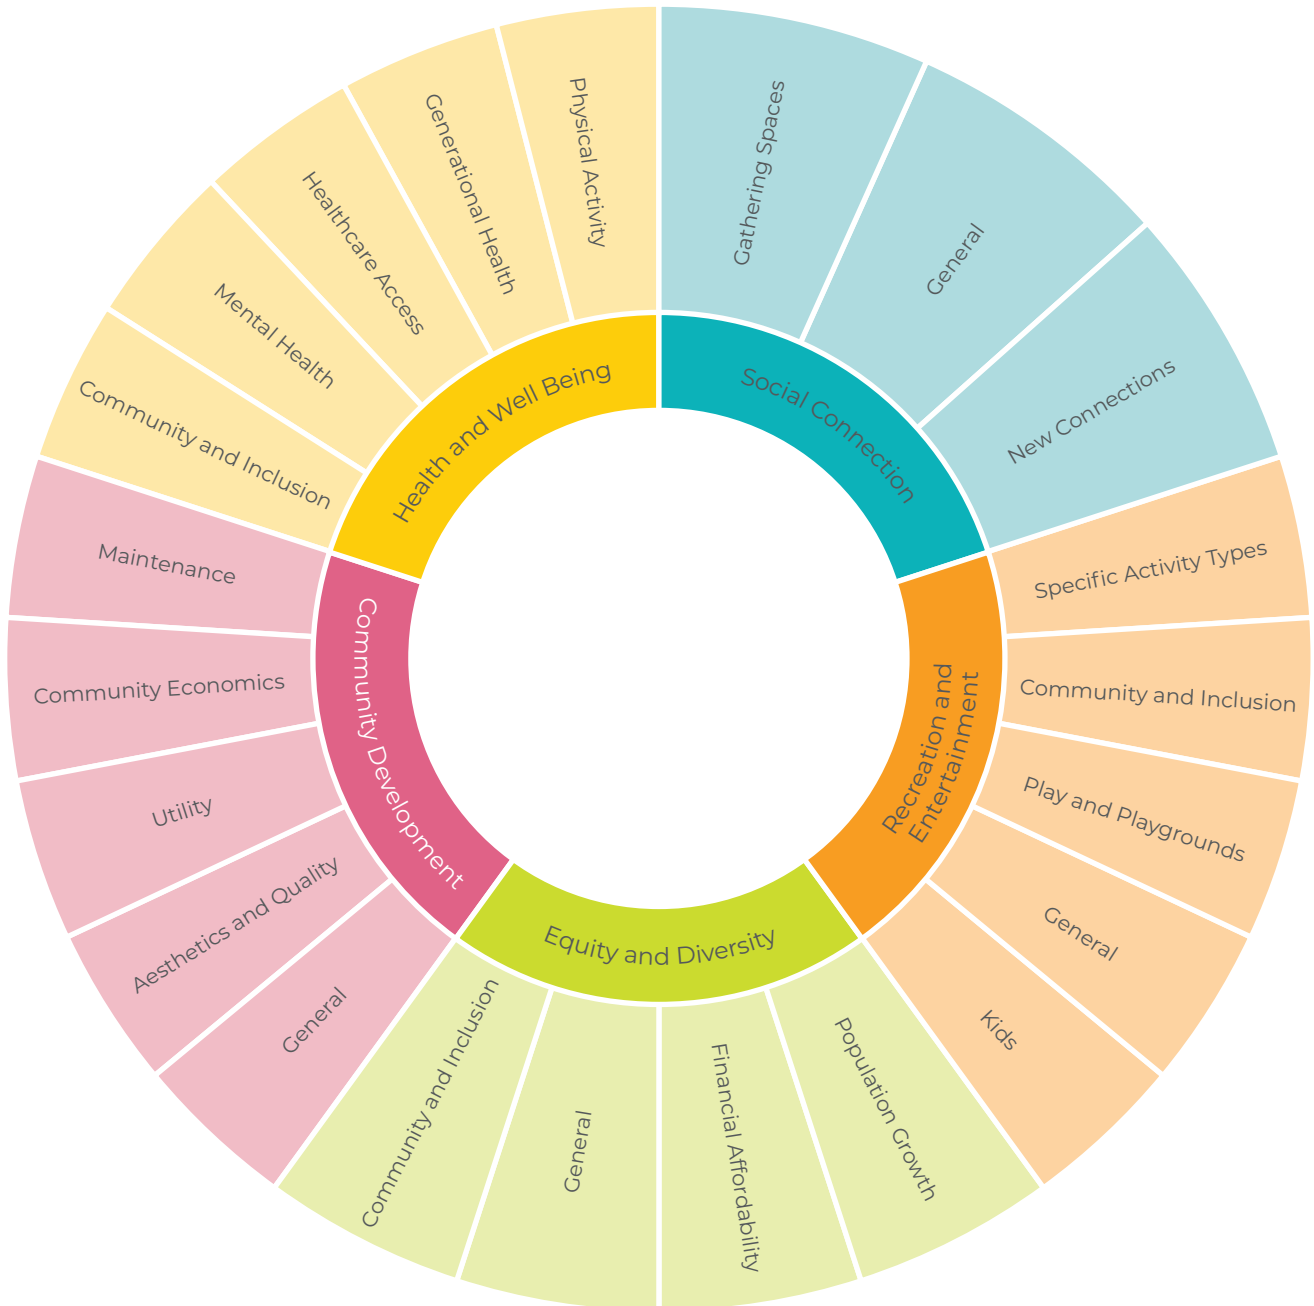 Social Connection
Gathering Spaces
General
New Connections
Recreation and
Entertainment
Specific Activity Types
Community and Inclusion
Play and Playgrounds
General
Kids
Equity and Diversity
Population Growth
Financial Affordability
General
Community and Inclusion
Community Development
General
Aesthetics and Quality
Utility
Community Economics
Maintenance
Health and Well Being
Community and Inclusion
Mental Health
Healthcare Access
Generational Health
Physical Activity